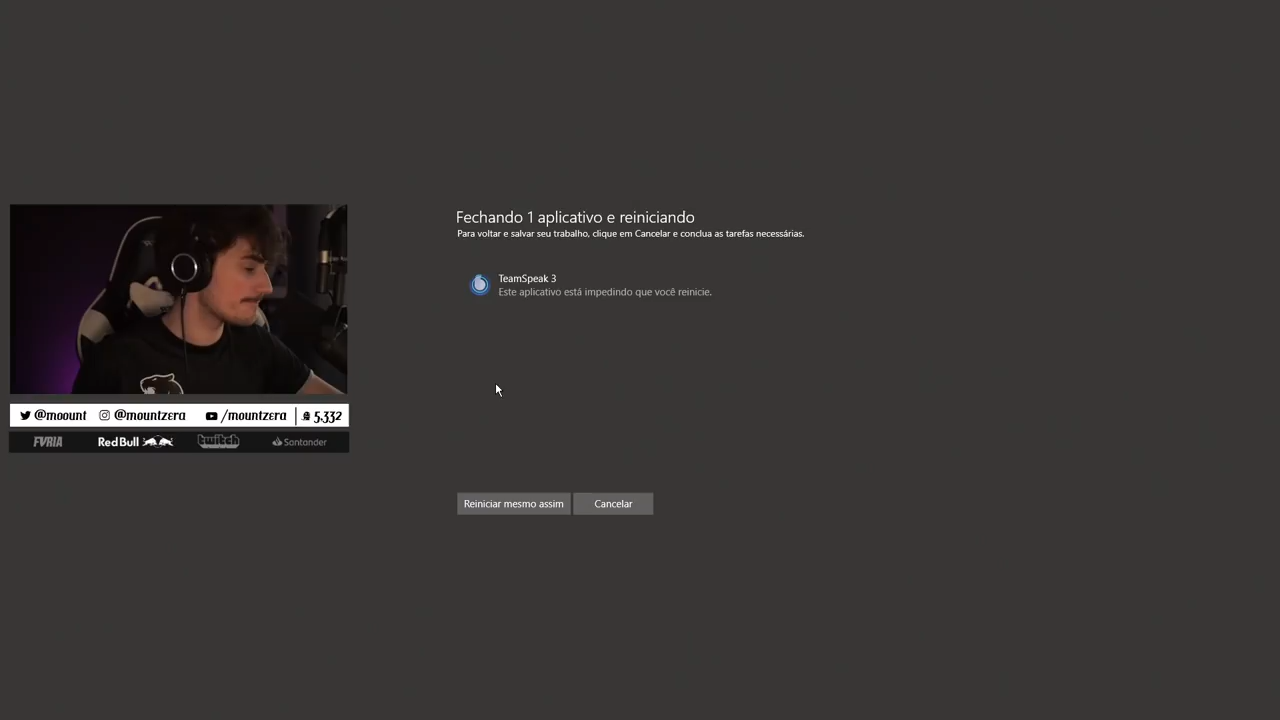 Fechando 1 aplicativo e reiniciando
Para voltar e salvar seu trabalho, clique em Cancelar e conclua as tarefas necessárias.
TeamSpeak 3
Este aplicativo está impedindo que você reinicie.
@moount @mountzera /mountzera 5.332
FVRIA Red Bull twitch Santander
Reiniciar mesmo assim Cancelar